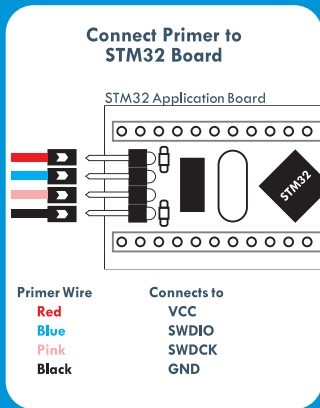 Connect Primer to
STM32 Board
STM32 Application Board
STM32
Primer Wire Connects to
Red VCC
Blue SWDIO
Pink SWDCK
Black GND